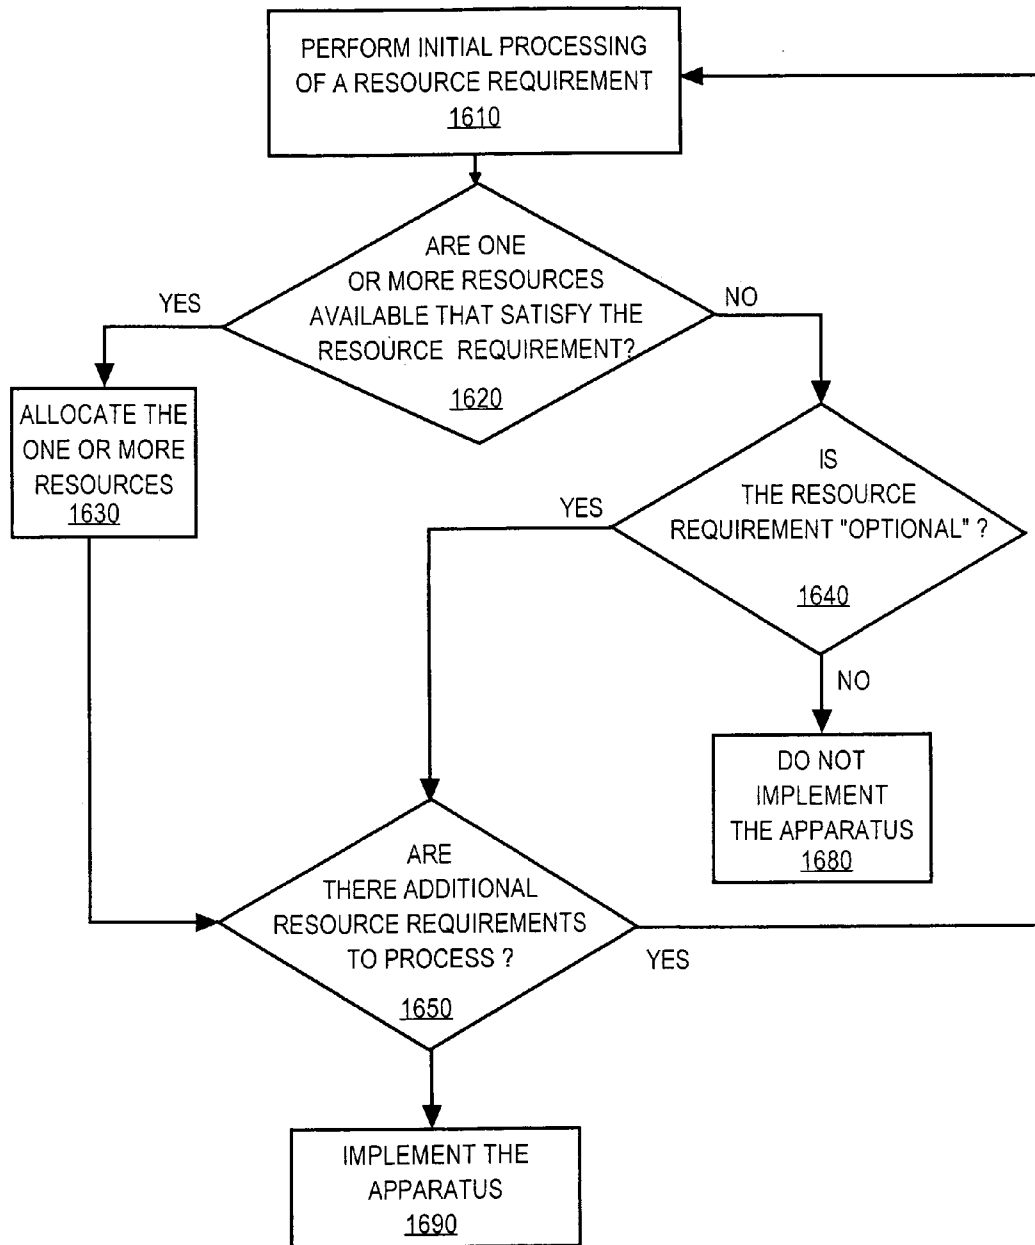 PERFORM INITIAL PROCESSING
OF A RESOURCE REQUIREMENT
1610
ARE ONE
OR MORE RESOURCES
AVAILABLE THAT SATISFY THE
RESOURCE REQUIREMENT?
1620
YES
NO
ALLOCATE THE
ONE OR MORE
RESOURCES
1630
IS
THE RESOURCE
REQUIREMENT "OPTIONAL" ?
1640
YES
NO
DO NOT
IMPLEMENT
THE APPARATUS
1680
ARE
THERE ADDITIONAL
RESOURCE REQUIREMENTS
TO PROCESS ?
1650
YES
IMPLEMENT THE
APPARATUS
1690